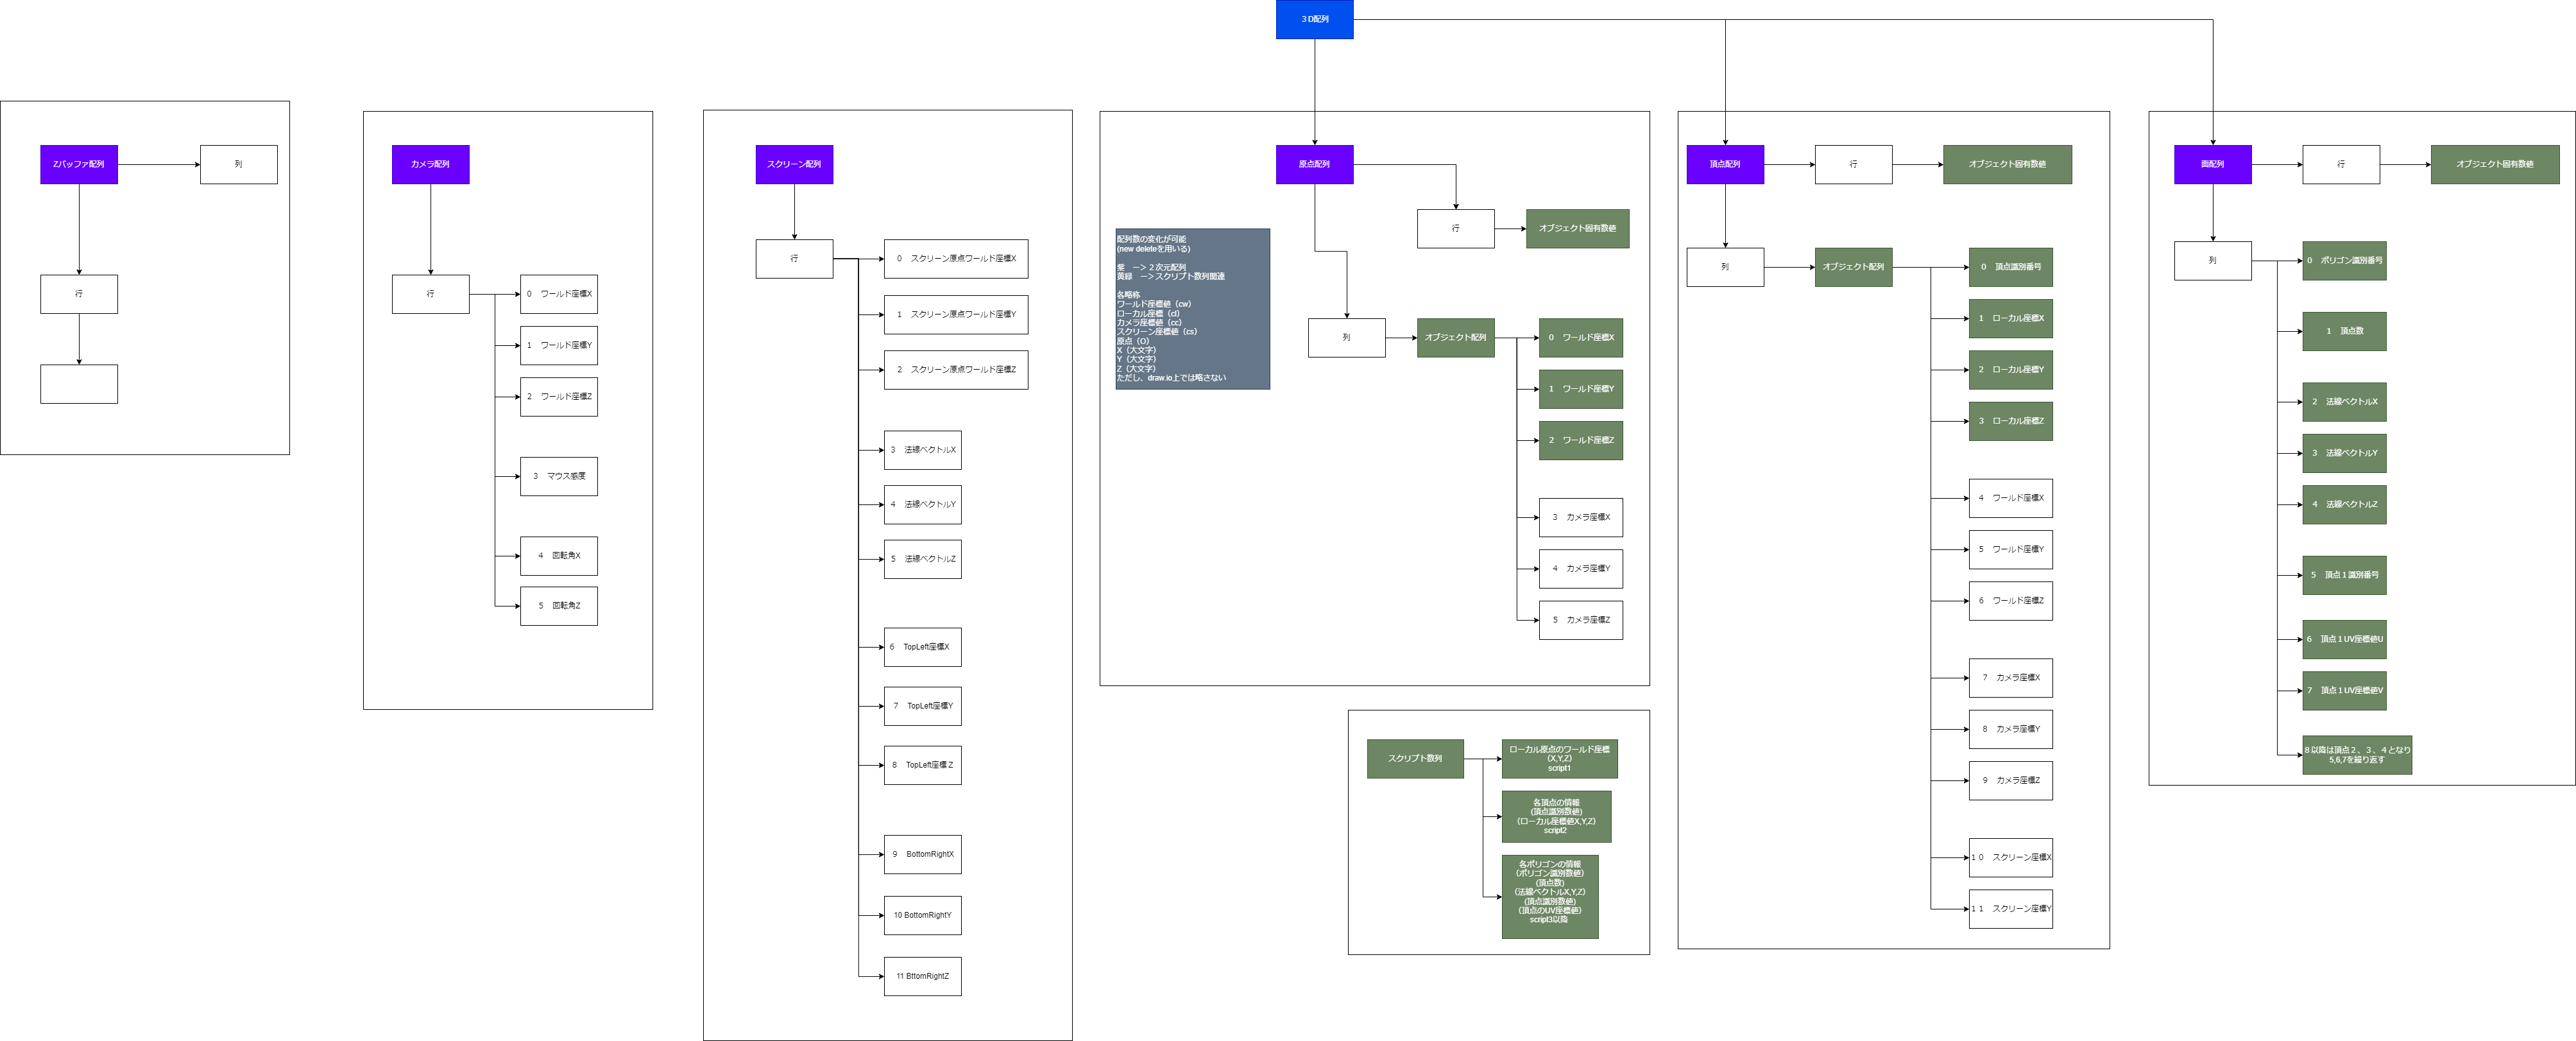 ３D配列
Zバッファ配列
列
行
カメラ配列
行
0　ワールド座標X
1　ワールド座標Y
2　ワールド座標Z
3　マウス感度
4　回転角X
5　回転角Z
スクリーン配列
行
0　スクリーン原点ワールド座標X
1　スクリーン原点ワールド座標Y
2　スクリーン原点ワールド座標Z
3　法線ベクトルX
4　法線ベクトルY
5　法線ベクトルZ
6　TopLeft座標X
7　TopLeft座標Y
8　TopLeft座標Z
9　BottomRightX
10 BottomRightY
11 BttomRightZ
原点配列
行
オブジェクト固有数値
配列数の変化が可能
(new deleteを用いる)
紫　ー＞２次元配列
黄緑　ー＞スクリプト数列関連
各略称
ワールド座標値（cw）
ローカル座標（cl）
カメラ座標値（cc）
スクリーン座標値（cs）
原点（O）
X（大文字）
Y（大文字）
Z（大文字）
ただし、draw.io上では略さない
列
オブジェクト配列
0　ワールド座標X
1　ワールド座標Y
2　ワールド座標Z
3　カメラ座標X
4　カメラ座標Y
5　カメラ座標Z
スクリプト数列
ローカル原点のワールド座標
（X,Y,Z）
script1
各頂点の情報
(頂点識別数値)
（ローカル座標値X,Y,Z）
script2
各ポリゴンの情報
（ポリゴン識別数値）
(頂点数)
（法線ベクトルX,Y,Z）
(頂点識別数値)
（頂点のUV座標値）
script3以降
頂点配列
行
オブジェクト固有数値
列
オブジェクト配列
0　頂点識別番号
1　ローカル座標X
2　ローカル座標Y
3　ローカル座標Z
4　ワールド座標X
5　ワールド座標Y
6　ワールド座標Z
7　カメラ座標X
8　カメラ座標Y
9　カメラ座標Z
１０　スクリーン座標X
１１　スクリーン座標Y
面配列
行
オブジェクト固有数値
列
0　ポリゴン識別番号
1　頂点数
2　法線ベクトルX
3　法線ベクトルY
4　法線ベクトルZ
5　頂点１識別番号
6　頂点１UV座標値U
7　頂点１UV座標値V
８以降は頂点２、３、４となり
5,6,7を繰り返す